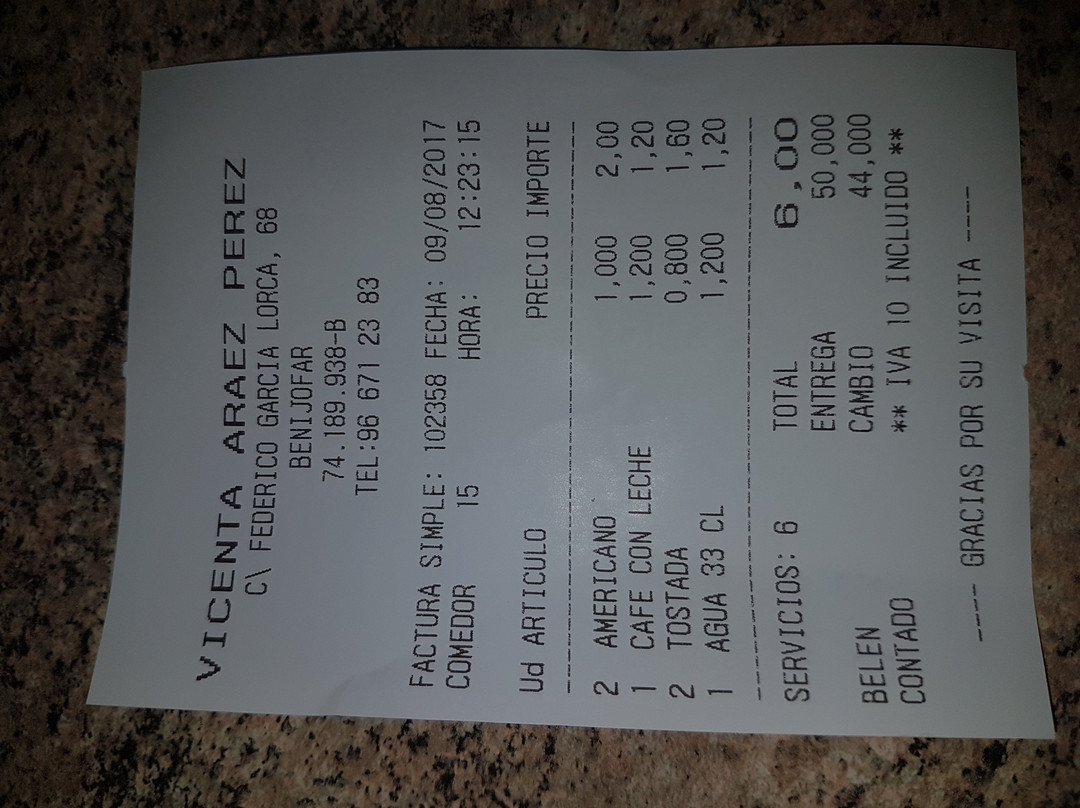 VICENTA ARAEZ PEREZ
C\ FEDERICO GARCIA LORCA, 68
BENIJOFAR
74.189.938-B
TEL:96 671 23 83
FACTURA SIMPLE: 102358 FECHA: 09/08/2017
COMEDOR 15 HORA: 12:23:15
Ud ARTICULO PRECIO IMPORTE
2 AMERICANO 1,000 2,00
1 CAFE CON LECHE 1,200 1,20
2 TOSTADA 0,800 1,60
1 AGUA 33 CL 1,200 1,20
SERVICIOS: 6 TOTAL 6,00
ENTREGA 50,000
BELEN CAMBIO 44,000
CONTADO ** IVA 10 INCLUIDO **
---- GRACIAS POR SU VISITA ----